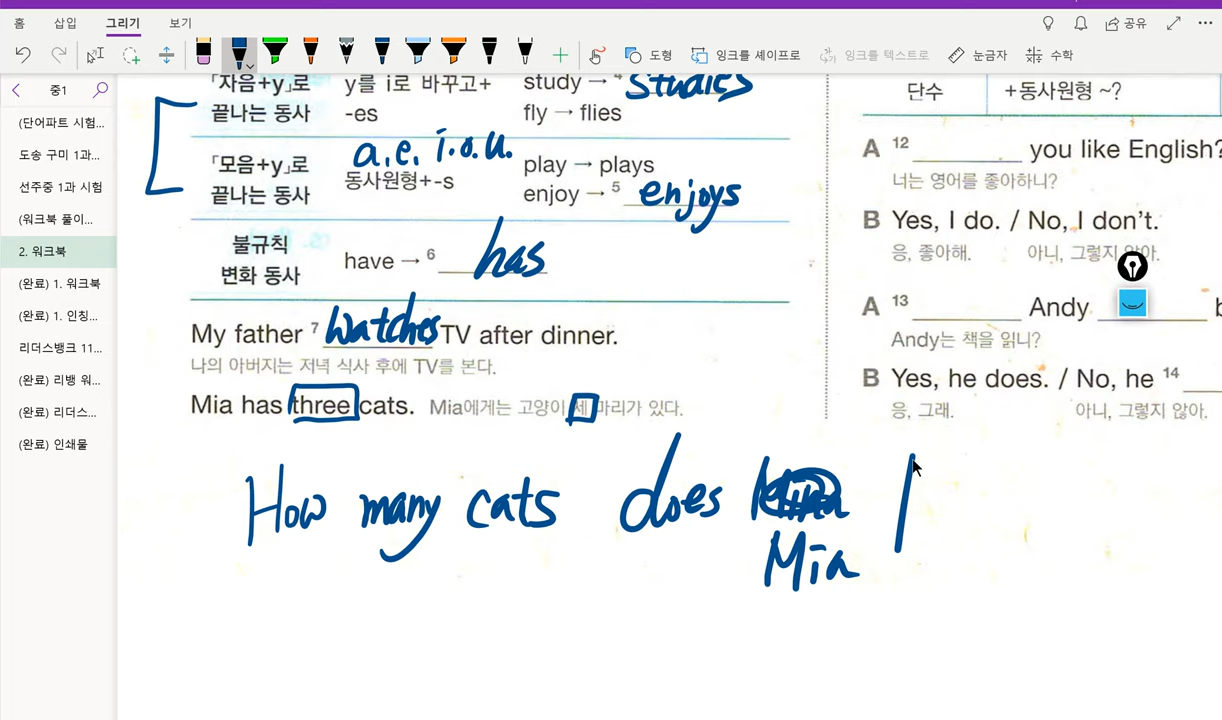 홈 삽입 그리기 보기
공유
도형 잉크를 셰이프로 잉크를 텍스트로 눈금자 수학
중1
(단어파트 시험...
도송 구미 1과...
선주중 1과 시험
(워크북 풀이...
2. 워크북
(완료) 1. 워크북
(완료) 1. 인칭...
리더스뱅크 11...
(완료) 리뱅 워...
(완료) 리더스...
(완료) 인쇄물
「자음+y」로 y를 i로 바꾸고+ study → 4 studies
끝나는 동사 -es fly → flies
a, e, i, o, u.
「모음+y」로 play → plays
동사원형+-s
끝나는 동사 enjoy → 5 enjoys
불규칙
변화 동사 have → 6 has
My father 7 watches TV after dinner.
나의 아버지는 저녁 식사 후에 TV를 본다.
Mia has three cats. Mia에게는 고양이 세 마리가 있다.
How many cats does
Mia
단수 +동사원형 ~?
A 12 ______ you like English?
너는 영어를 좋아하니?
B Yes, I do. / No, I don't.
응, 좋아해. 아니, 그렇지 않아.
A 13 ______ Andy ______ b
Andy는 책을 읽니?
B Yes, he does. / No, he 14 __
응, 그래. 아니, 그렇지 않아.